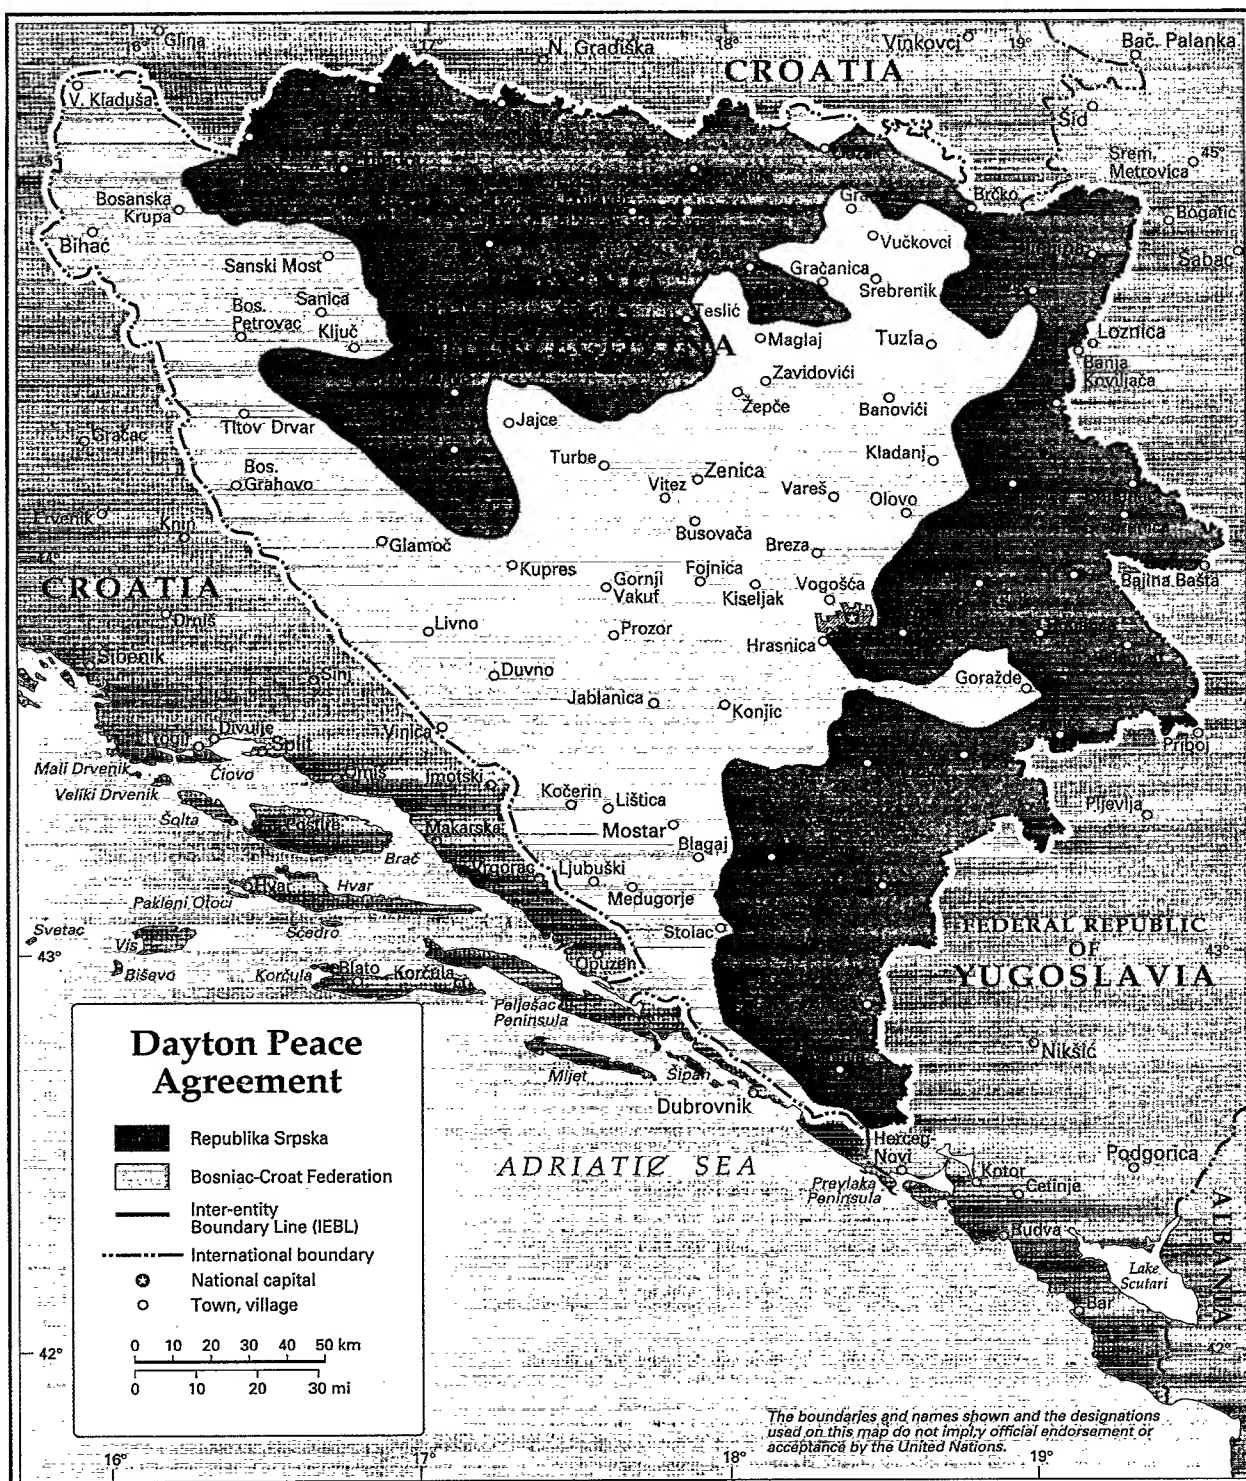 16°
Glina
17°
N. Gradiška
18°
Vinkovci
19°
Bač. Palanka
CROATIA
V. Kladuša
Šid
Srem.
Metrovica
45°
Bosanska
Krupa
Brčko
Bogatić
Bihać
Vučkovci
Šabac
Sanski Most
Gračanica
Srebrenik
Sanica
Bos.
Petrovac
Ključ
Teslić
Maglaj
Tuzla
Loznica
Banja
Koviljača
Zavidovići
Žepče
Banovići
Titov Drvar
Jajce
Gračac
Turbe
Zenica
Kladanj
Bos.
Grahovo
Vitez
Vareš
Olovo
Knin
Busovača
Glamoč
Breza
44°
Kupres
Fojnica
Bajina Bašta
CROATIA
Gornji
Vakuf
Kiseljak
Vogošća
Drniš
Livno
Prozor
Hrasnica
Šibenik
Sinj
Duvno
Goražde
Jablanica
Konjic
Divulje
Split
Vinica
Priboj
Mali Drvenik
Čiovo
Omiš
Imotski
Veliki Drvenik
Kočerin
Lištica
Pljevlja
Šolta
Postira
Makarska
Mostar
Brač
Blagaj
Vrgorac
Ljubuški
Hvar
Hvar
Međugorje
Pakleni Otoci
Šćedro
Stolac
FEDERAL REPUBLIC
OF
YUGOSLAVIA
43°
Svetac
Vis
43°
Opuzen
Biševo
Korčula
Blato
Korčula
Pelješac
Peninsula
Nikšić
Mljet
Šipan
Dubrovnik
Herceg-
Novi
ADRIATIC SEA
Podgorica
Prevlaka
Peninsula
Kotor
Cetinje
ALBANIA
Budva
Lake
Scutari
Bar
42°
42°
Dayton Peace
Agreement
Republika Srpska
Bosniac-Croat Federation
Inter-entity
Boundary Line (IEBL)
International boundary
National capital
Town, village
0 10 20 30 40 50 km
0 10 20 30 mi
The boundaries and names shown and the designations
used on this map do not imply official endorsement or
acceptance by the United Nations.
16°
17°
18°
19°